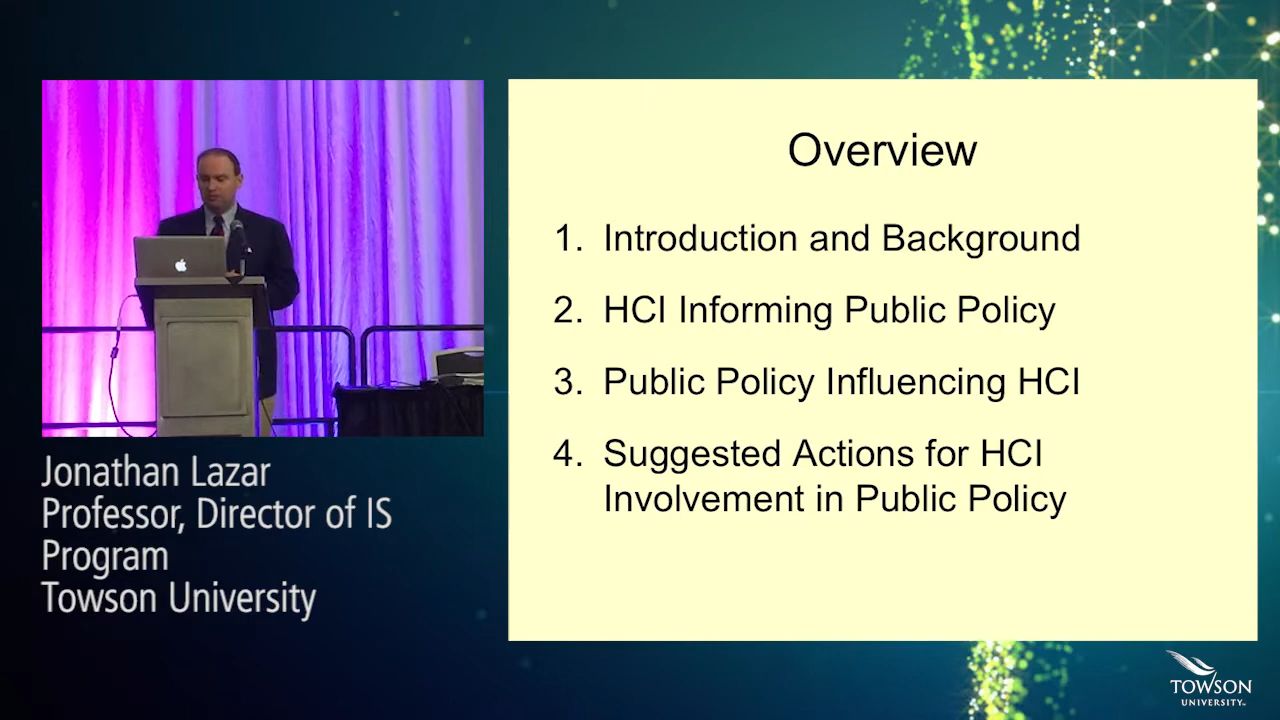 Overview
1. Introduction and Background
2. HCI Informing Public Policy
3. Public Policy Influencing HCI
4. Suggested Actions for HCI
Involvement in Public Policy
Jonathan Lazar
Professor, Director of IS
Program
Towson University
TOWSON
UNIVERSITY™